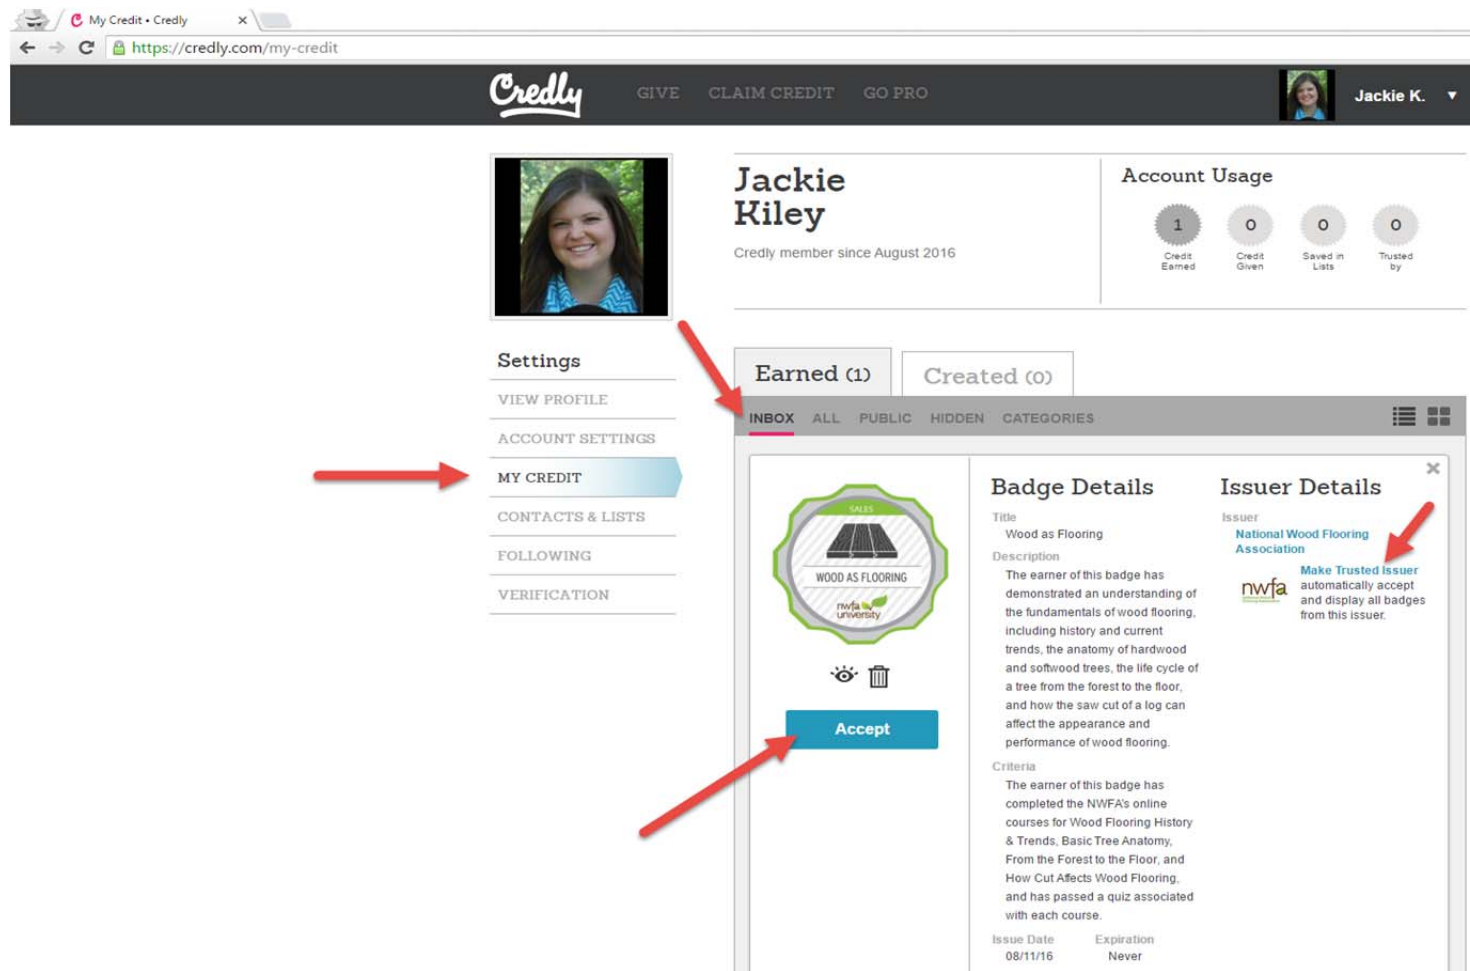 My Credit • Credly
https://credly.com/my-credit
Credly GIVE CLAIM CREDIT GO PRO Jackie K.
Jackie
Kiley
Credly member since August 2016
Account Usage
1 0 0 0
Credit Earned Credit Given Saved in Lists Trusted by
Settings
VIEW PROFILE
ACCOUNT SETTINGS
MY CREDIT
CONTACTS & LISTS
FOLLOWING
VERIFICATION
Earned (1) Created (0)
INBOX ALL PUBLIC HIDDEN CATEGORIES
SALES
WOOD AS FLOORING
nwfa
university
Accept
Badge Details
Title
Wood as Flooring
Description
The earner of this badge has
demonstrated an understanding of
the fundamentals of wood flooring,
including history and current
trends, the anatomy of hardwood
and softwood trees, the life cycle of
a tree from the forest to the floor,
and how the saw cut of a log can
affect the appearance and
performance of wood flooring.
Criteria
The earner of this badge has
completed the NWFA's online
courses for Wood Flooring History
& Trends, Basic Tree Anatomy,
From the Forest to the Floor, and
How Cut Affects Wood Flooring,
and has passed a quiz associated
with each course.
Issue Date Expiration
08/11/16 Never
Issuer Details
Issuer
National Wood Flooring
Association
nwfa
Make Trusted Issuer
automatically accept
and display all badges
from this issuer.